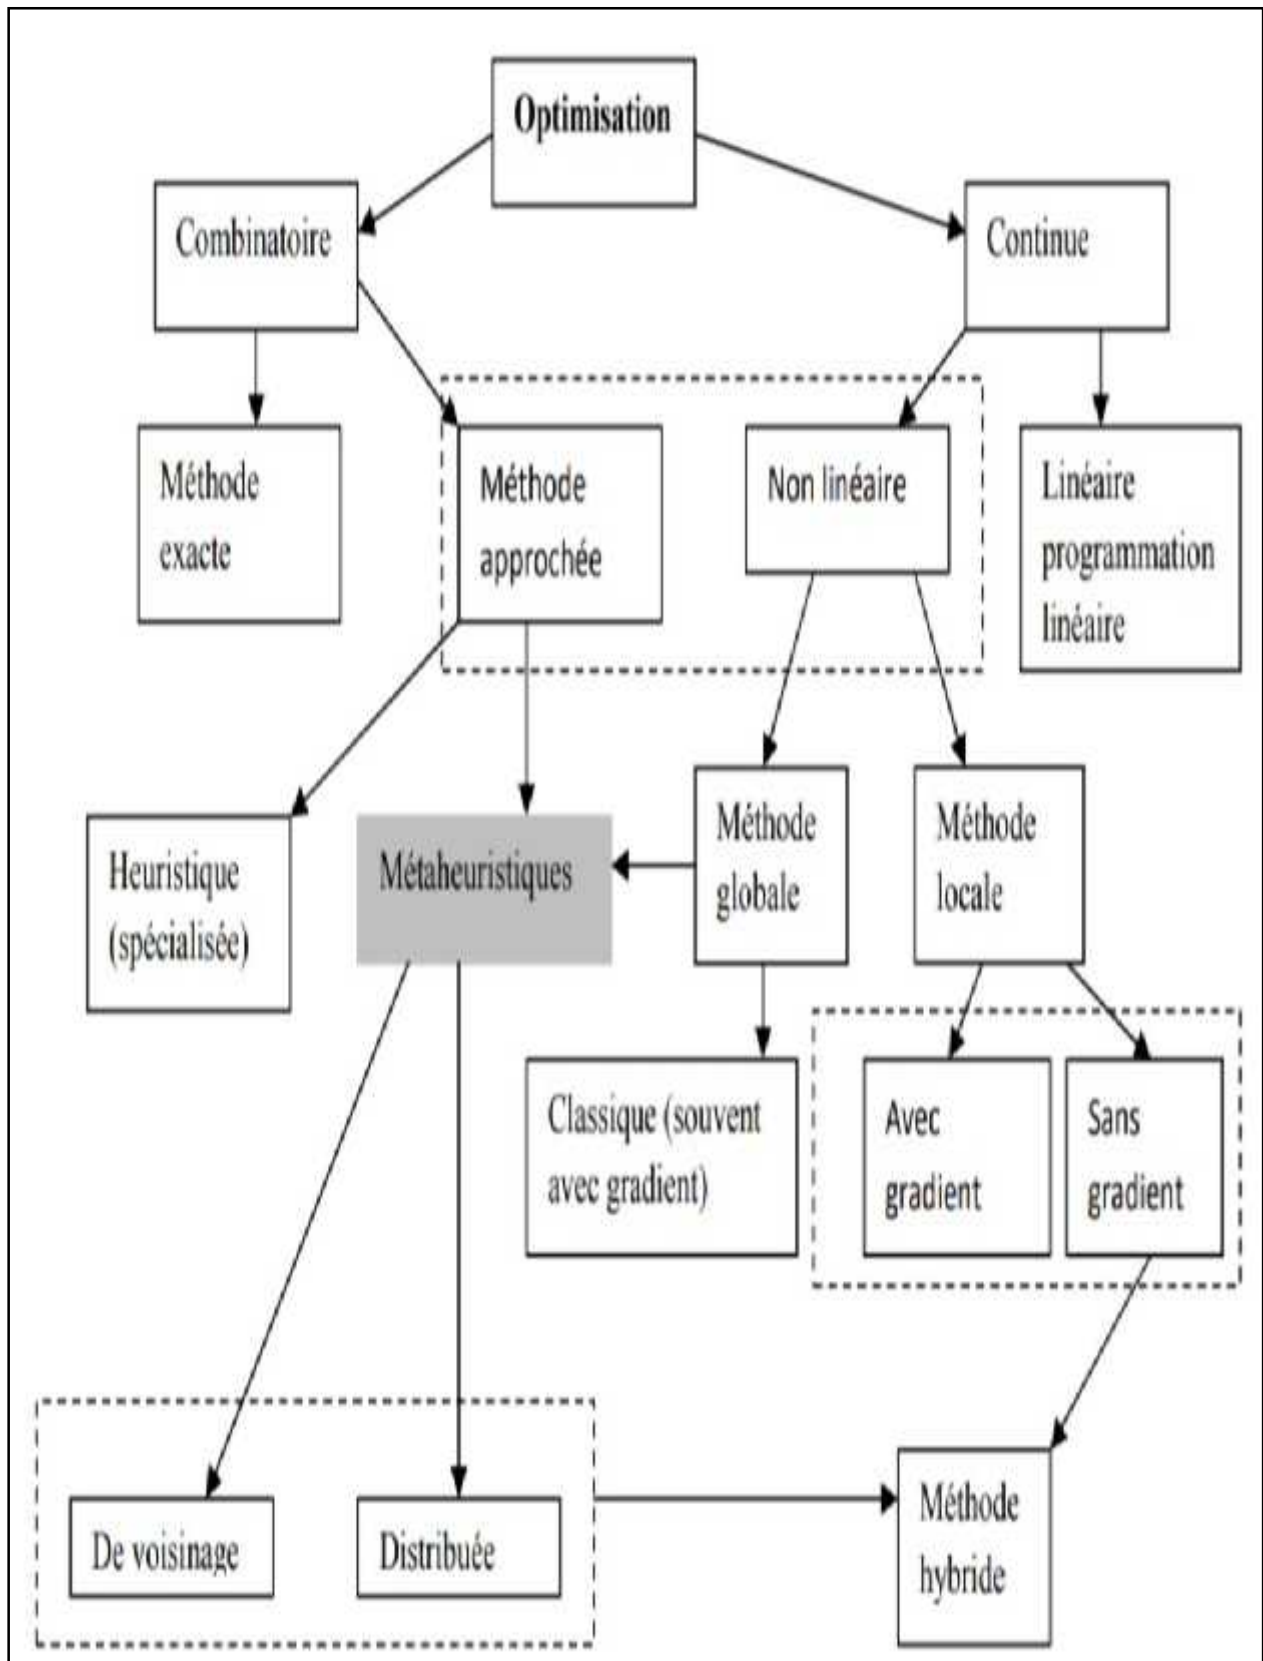 Optimisation
Combinatoire
Continue
Méthode
exacte
Méthode
approchée
Non linéaire
Linéaire
programmation
linéaire
Heuristique
(spécialisée)
Métaheuristiques
Méthode
globale
Méthode
locale
Classique (souvent
avec gradient)
Avec
gradient
Sans
gradient
De voisinage
Distribuée
Méthode
hybride